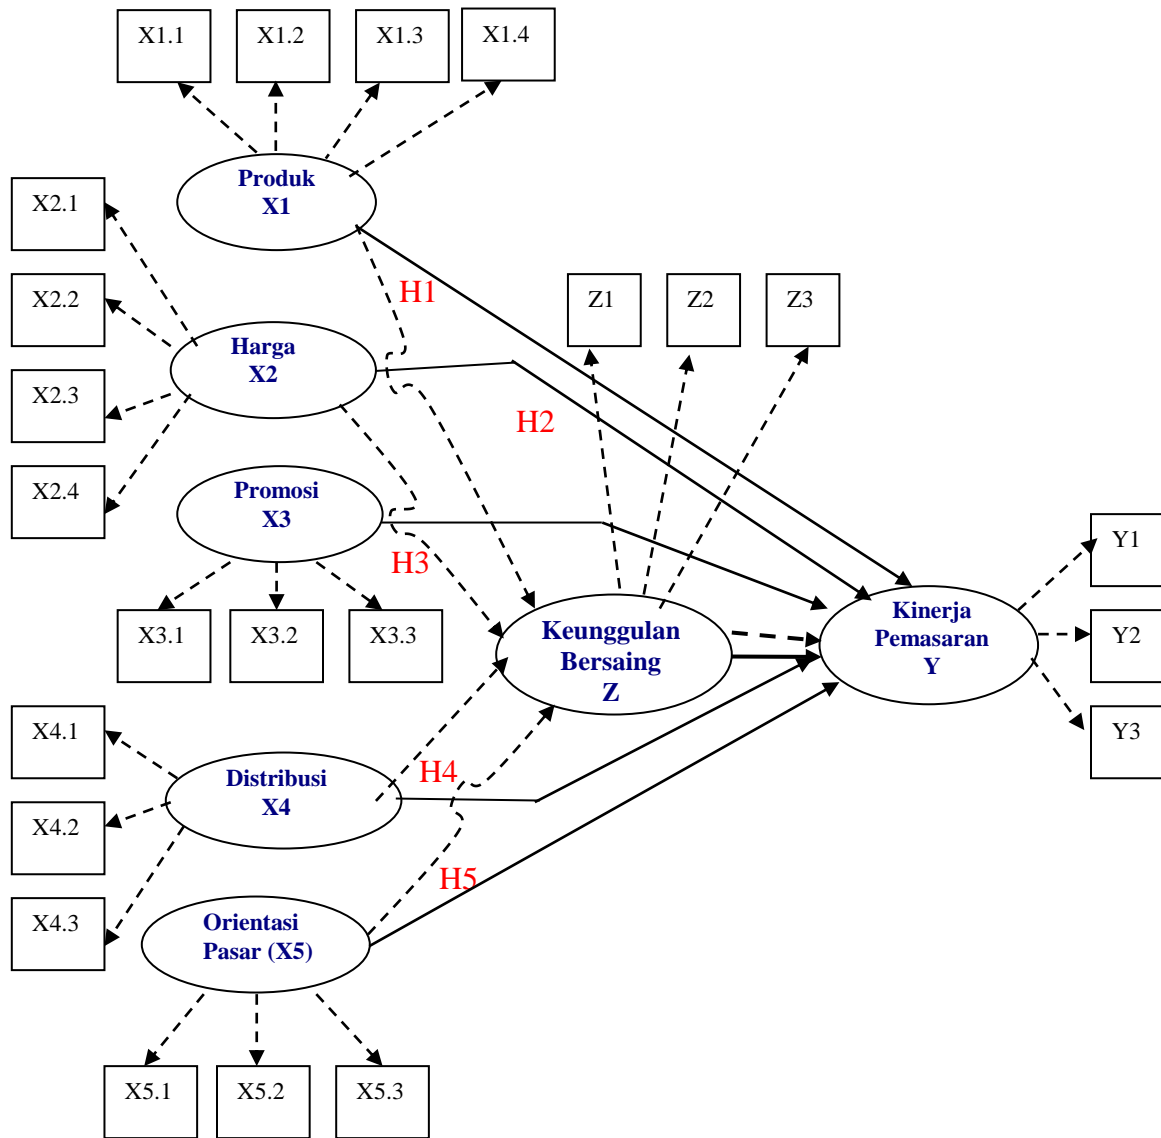 X1.1
X1.2
X1.3
X1.4
Produk
X1
X2.1
X2.2
X2.3
X2.4
Harga
X2
H1
H2
Z1
Z2
Z3
Promosi
X3
H3
X3.1
X3.2
X3.3
Keunggulan
Bersaing
Z
Kinerja
Pemasaran
Y
Y1
Y2
Y3
X4.1
X4.2
X4.3
Distribusi
X4
H4
H5
Orientasi
Pasar (X5)
X5.1
X5.2
X5.3